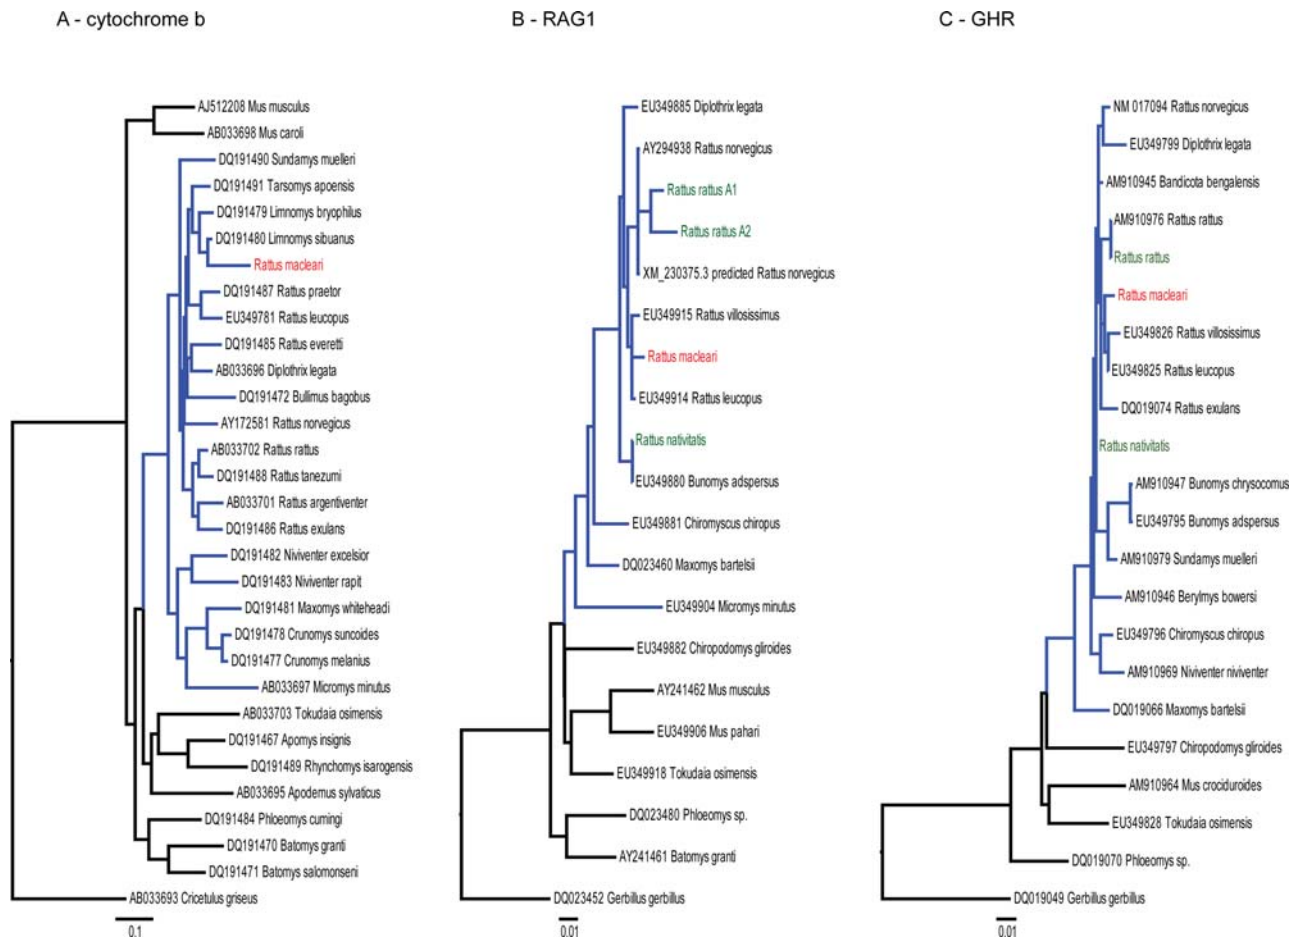 A - cytochrome b
AJ512208 Mus musculus
AB033698 Mus caroli
DQ191490 Sundamys muelleri
DQ191491 Tarsomys apoensis
DQ191479 Limnomys bryophilus
DQ191480 Limnomys sibuanus
Rattus macleari
DQ191487 Rattus praetor
EU349781 Rattus leucopus
DQ191485 Rattus everetti
AB033696 Diplothrix legata
DQ191472 Bullimus bagobus
AY172581 Rattus norvegicus
AB033702 Rattus rattus
DQ191488 Rattus tanezumi
AB033701 Rattus argentiventer
DQ191486 Rattus exulans
DQ191482 Niviventer excelsior
DQ191483 Niviventer rapit
DQ191481 Maxomys whiteheadi
DQ191478 Crunomys suncoides
DQ191477 Crunomys melanius
AB033697 Micromys minutus
AB033703 Tokudaia osimensis
DQ191467 Apomys insignis
DQ191489 Rhynchomys isarogensis
AB033695 Apodemus sylvaticus
DQ191484 Phloeomys cumingi
DQ191470 Batomys granti
DQ191471 Batomys salomonseni
AB033693 Cricetulus griseus
0.1
B - RAG1
EU349885 Diplothrix legata
AY294938 Rattus norvegicus
Rattus rattus A1
Rattus rattus A2
XM_230375.3 predicted Rattus norvegicus
EU349915 Rattus villosissimus
Rattus macleari
EU349914 Rattus leucopus
Rattus nativitatis
EU349880 Bunomys adspersus
EU349881 Chiromyscus chiropus
DQ023460 Maxomys bartelsii
EU349904 Micromys minutus
EU349882 Chiropodomys gliroides
AY241462 Mus musculus
EU349906 Mus pahari
EU349918 Tokudaia osimensis
DQ023480 Phloeomys sp.
AY241461 Batomys granti
DQ023452 Gerbillus gerbillus
0.01
C - GHR
NM 017094 Rattus norvegicus
EU349799 Diplothrix legata
AM910945 Bandicota bengalensis
AM910976 Rattus rattus
Rattus rattus
Rattus macleari
EU349826 Rattus villosissimus
EU349825 Rattus leucopus
DQ019074 Rattus exulans
Rattus nativitatis
AM910947 Bunomys chrysocomus
EU349795 Bunomys adspersus
AM910979 Sundamys muelleri
AM910946 Berylmys bowersi
EU349796 Chiromyscus chiropus
AM910969 Niviventer niviventer
DQ019066 Maxomys bartelsii
EU349797 Chiropodomys gliroides
AM910964 Mus crociduroides
EU349828 Tokudaia osimensis
DQ019070 Phloeomys sp.
DQ019049 Gerbillus gerbillus
0.01